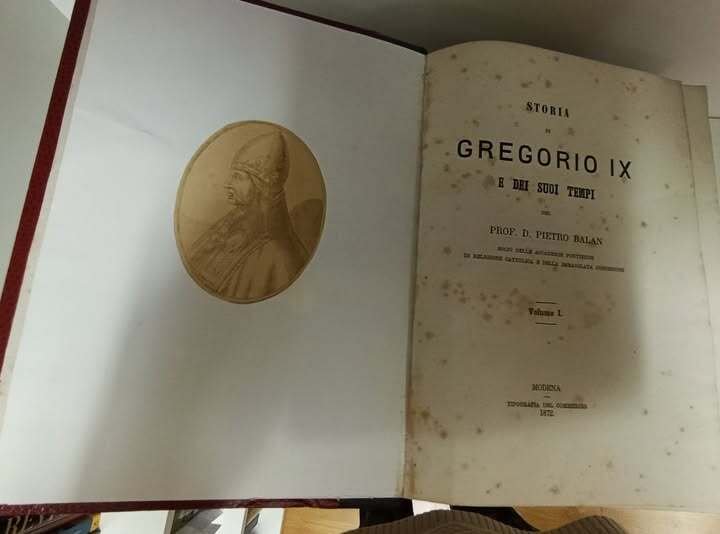 STORIA
DI
GREGORIO IX
E DEI SUOI TEMPI
DEL
PROF. D. PIETRO BALAN
SOCIO DELLE ACCADEMIE PONTIFICIE
DI RELIGIONE CATTOLICA E DELLA IMMACOLATA CONCEZIONE
Volume I.
MODENA
TIPOGRAFIA DEL COMMERCIO
1872.